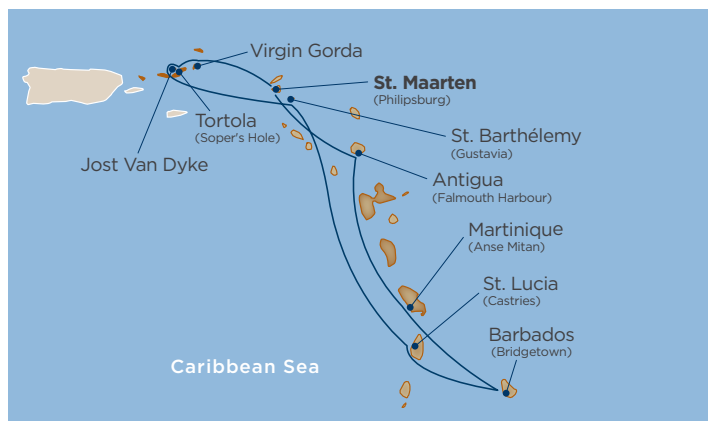 Virgin Gorda
St. Maarten
(Philipsburg)
Tortola
(Soper's Hole)
St. Barthélemy
(Gustavia)
Jost Van Dyke
Antigua
(Falmouth Harbour)
Martinique
(Anse Mitan)
St. Lucia
(Castries)
Barbados
(Bridgetown)
Caribbean Sea